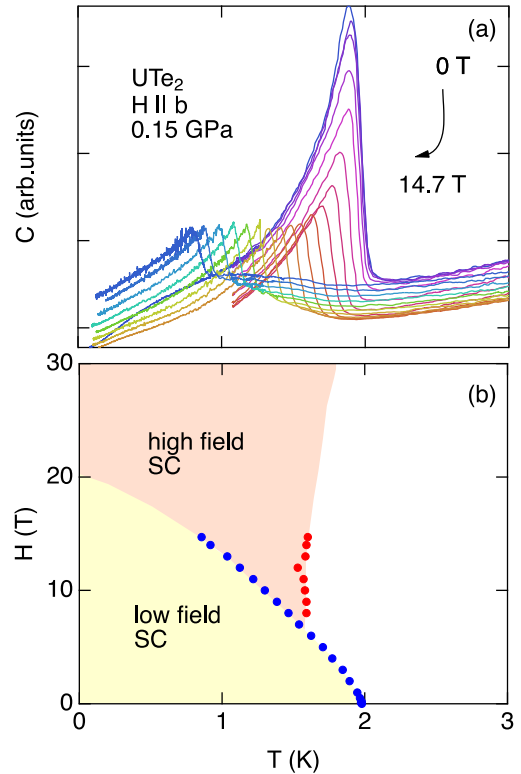 (a)
UTe2
H ll b
0.15 GPa
0 T
14.7 T
C (arb.units)
30
(b)
high field
SC
20
H (T)
10
low field
SC
0
0 1 2 3
T (K)